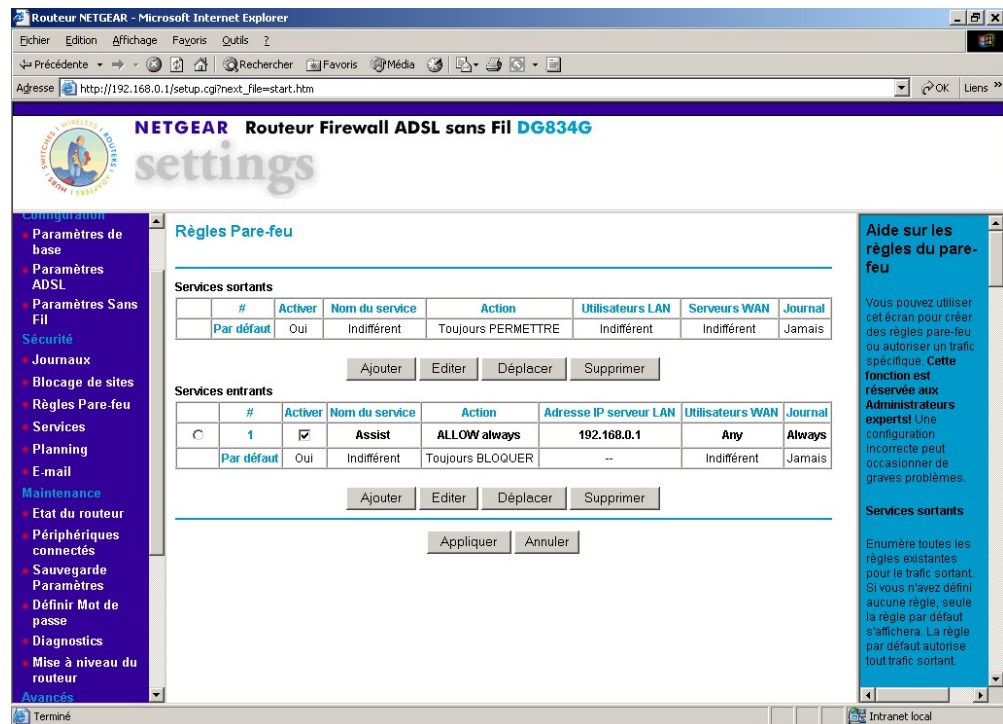 Routeur NETGEAR - Microsoft Internet Explorer
Fichier Edition Affichage Favoris Outils ?
Précédente Rechercher Favoris Média
Adresse http://192.168.0.1/setup.cgi?next_file=start.htm OK Liens »
SWITCHES | WIRELESS | ROUTERS | ADAPTERS | HUBS
NETGEAR Routeur Firewall ADSL sans Fil DG834G
settings
Configuration
Paramètres de
base
Paramètres
ADSL
Paramètres Sans
Fil
Sécurité
Journaux
Blocage de sites
Règles Pare-feu
Services
Planning
E-mail
Maintenance
Etat du routeur
Périphériques
connectés
Sauvegarde
Paramètres
Définir Mot de
passe
Diagnostics
Mise à niveau du
routeur
Avancés
Règles Pare-feu
Services sortants
# Activer Nom du service Action Utilisateurs LAN Serveurs WAN Journal
Par défaut Oui Indifférent Toujours PERMETTRE Indifférent Indifférent Jamais
Ajouter Editer Déplacer Supprimer
Services entrants
# Activer Nom du service Action Adresse IP serveur LAN Utilisateurs WAN Journal
1 Assist ALLOW always 192.168.0.1 Any Always
Par défaut Oui Indifférent Toujours BLOQUER -- Indifférent Jamais
Ajouter Editer Déplacer Supprimer
Appliquer Annuler
Aide sur les
règles du pare-
feu
Vous pouvez utiliser
cet écran pour créer
des règles pare-feu
ou autoriser un trafic
spécifique. Cette
fonction est
réservée aux
Administrateurs
experts! Une
configuration
incorrecte peut
occasionner de
graves problèmes.
Services sortants
Enumère toutes les
règles existantes
pour le trafic sortant.
Si vous n'avez défini
aucune règle, seule
la règle par défaut
s'affichera. La règle
par défaut autorise
tout trafic sortant.
Terminé
Intranet local